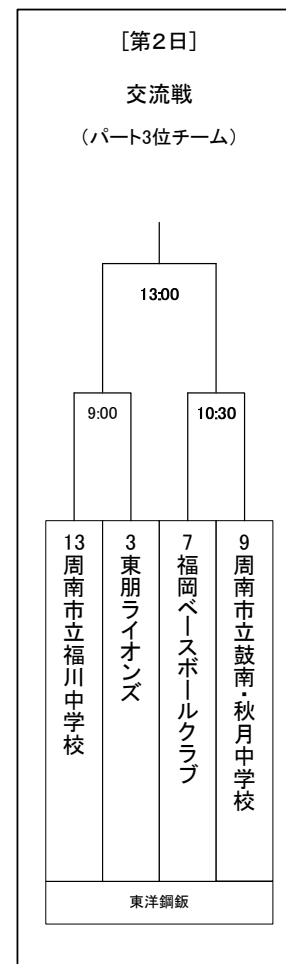 ［第2日］
交流戦
（パート3位チーム）
13:00
9:00
10:30
13 周南市立福川中学校
3 東朋ライオンズ
7 福岡ベースボールクラブ
9 周南市立鼓南・秋月中学校
東洋鋼鈑